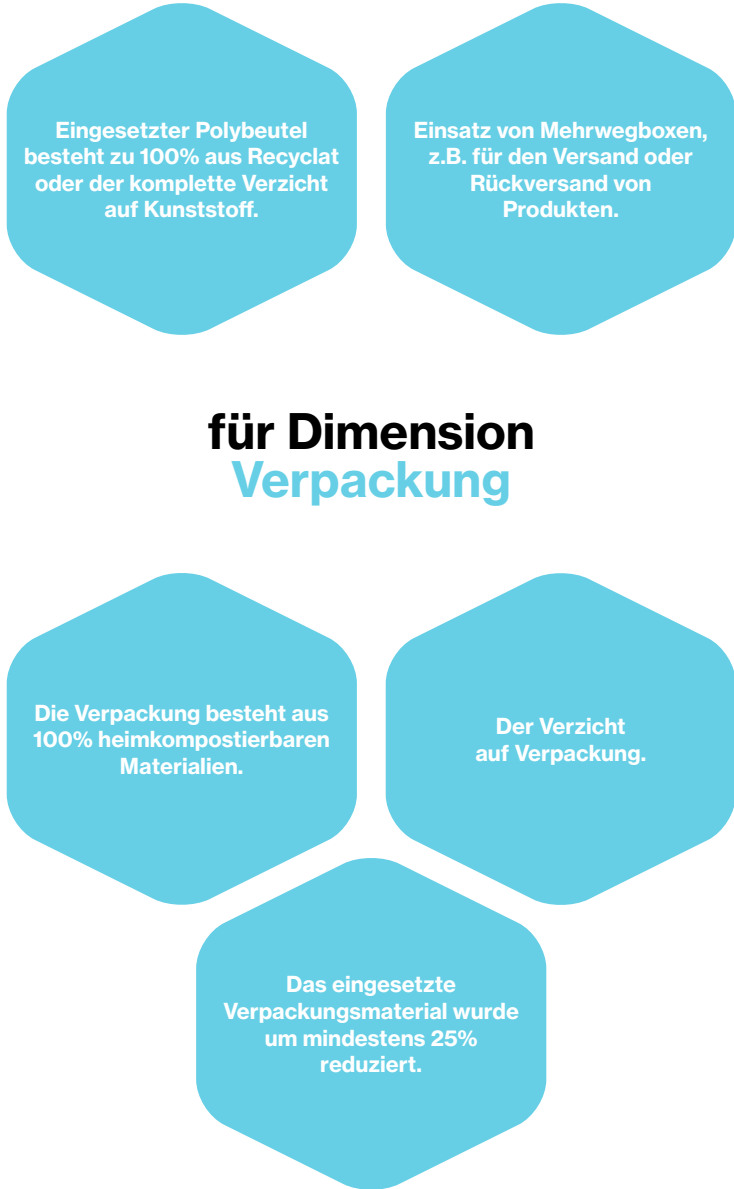 Eingesetzter Polybeutel
besteht zu 100% aus Recyclat
oder der komplette Verzicht
auf Kunststoff.
Einsatz von Mehrwegboxen,
z.B. für den Versand oder
Rückversand von
Produkten.
für Dimension
Verpackung
Die Verpackung besteht aus
100% heimkompostierbaren
Materialien.
Der Verzicht
auf Verpackung.
Das eingesetzte
Verpackungsmaterial wurde
um mindestens 25%
reduziert.